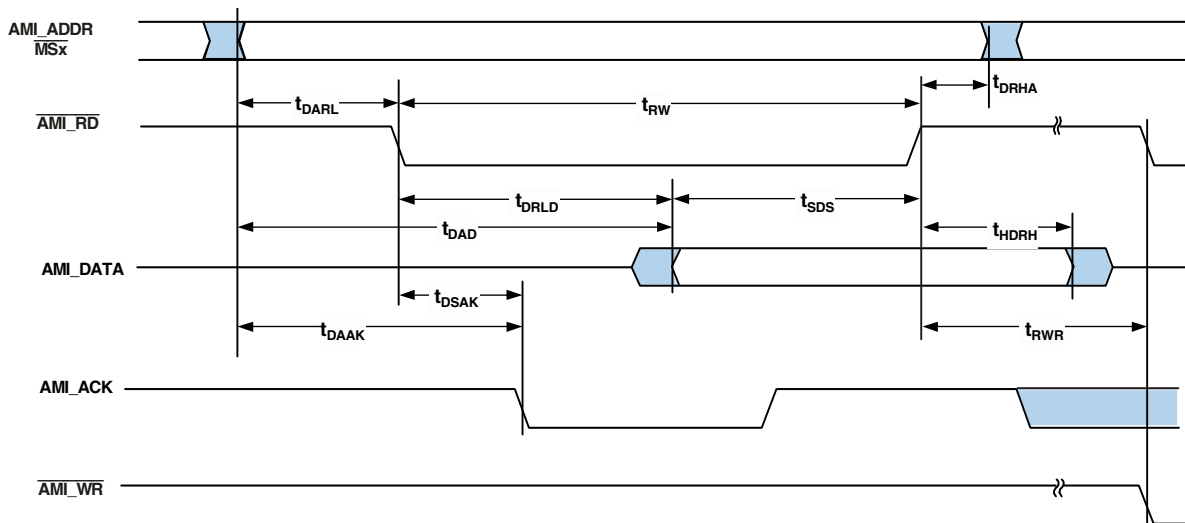 AMI_ADDR
MSx
tDARL
tRW
tDRHA
AMI_RD
tDRLD
tSDS
tDAD
tHDRH
AMI_DATA
tDSAK
tDAAK
tRWR
AMI_ACK
AMI_WR